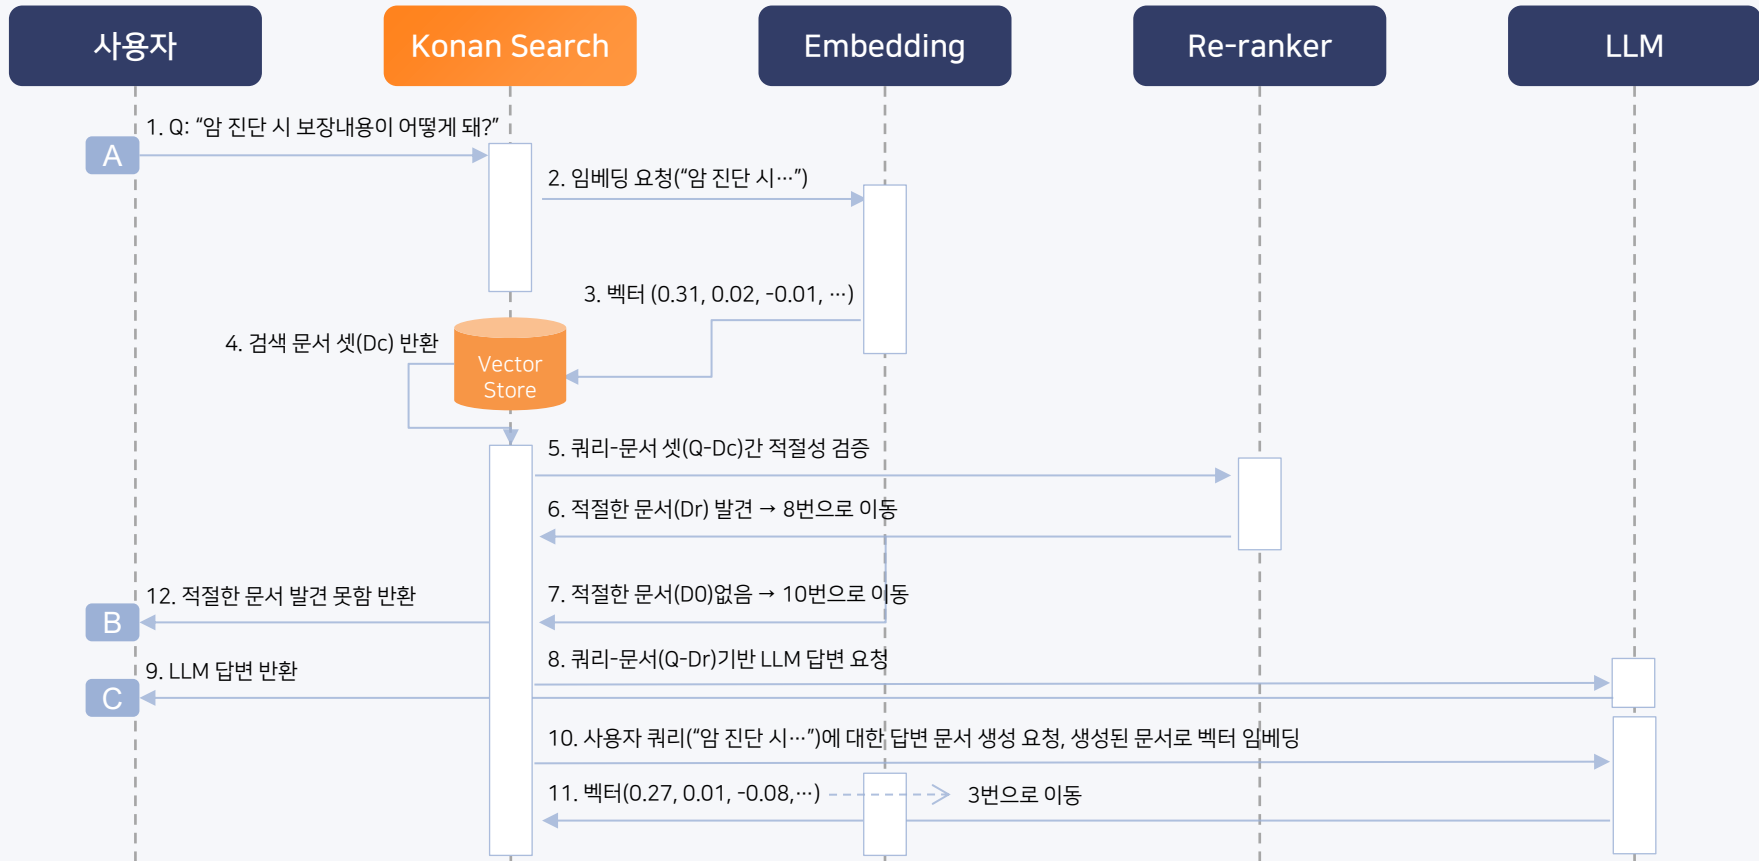 사용자
Konan Search
Embedding
Re-ranker
LLM
1. Q: “암 진단 시 보장내용이 어떻게 돼?”
A
2. 임베딩 요청(“암 진단 시…”)
3. 벡터 (0.31, 0.02, -0.01, …)
4. 검색 문서 셋(Dc) 반환
Vector
Store
5. 쿼리-문서 셋(Q-Dc)간 적절성 검증
6. 적절한 문서(Dr) 발견 → 8번으로 이동
12. 적절한 문서 발견 못함 반환
7. 적절한 문서(D0)없음 → 10번으로 이동
B
9. LLM 답변 반환
8. 쿼리-문서(Q-Dr)기반 LLM 답변 요청
C
10. 사용자 쿼리(“암 진단 시…”)에 대한 답변 문서 생성 요청, 생성된 문서로 벡터 임베딩
11. 벡터(0.27, 0.01, -0.08,…)
3번으로 이동